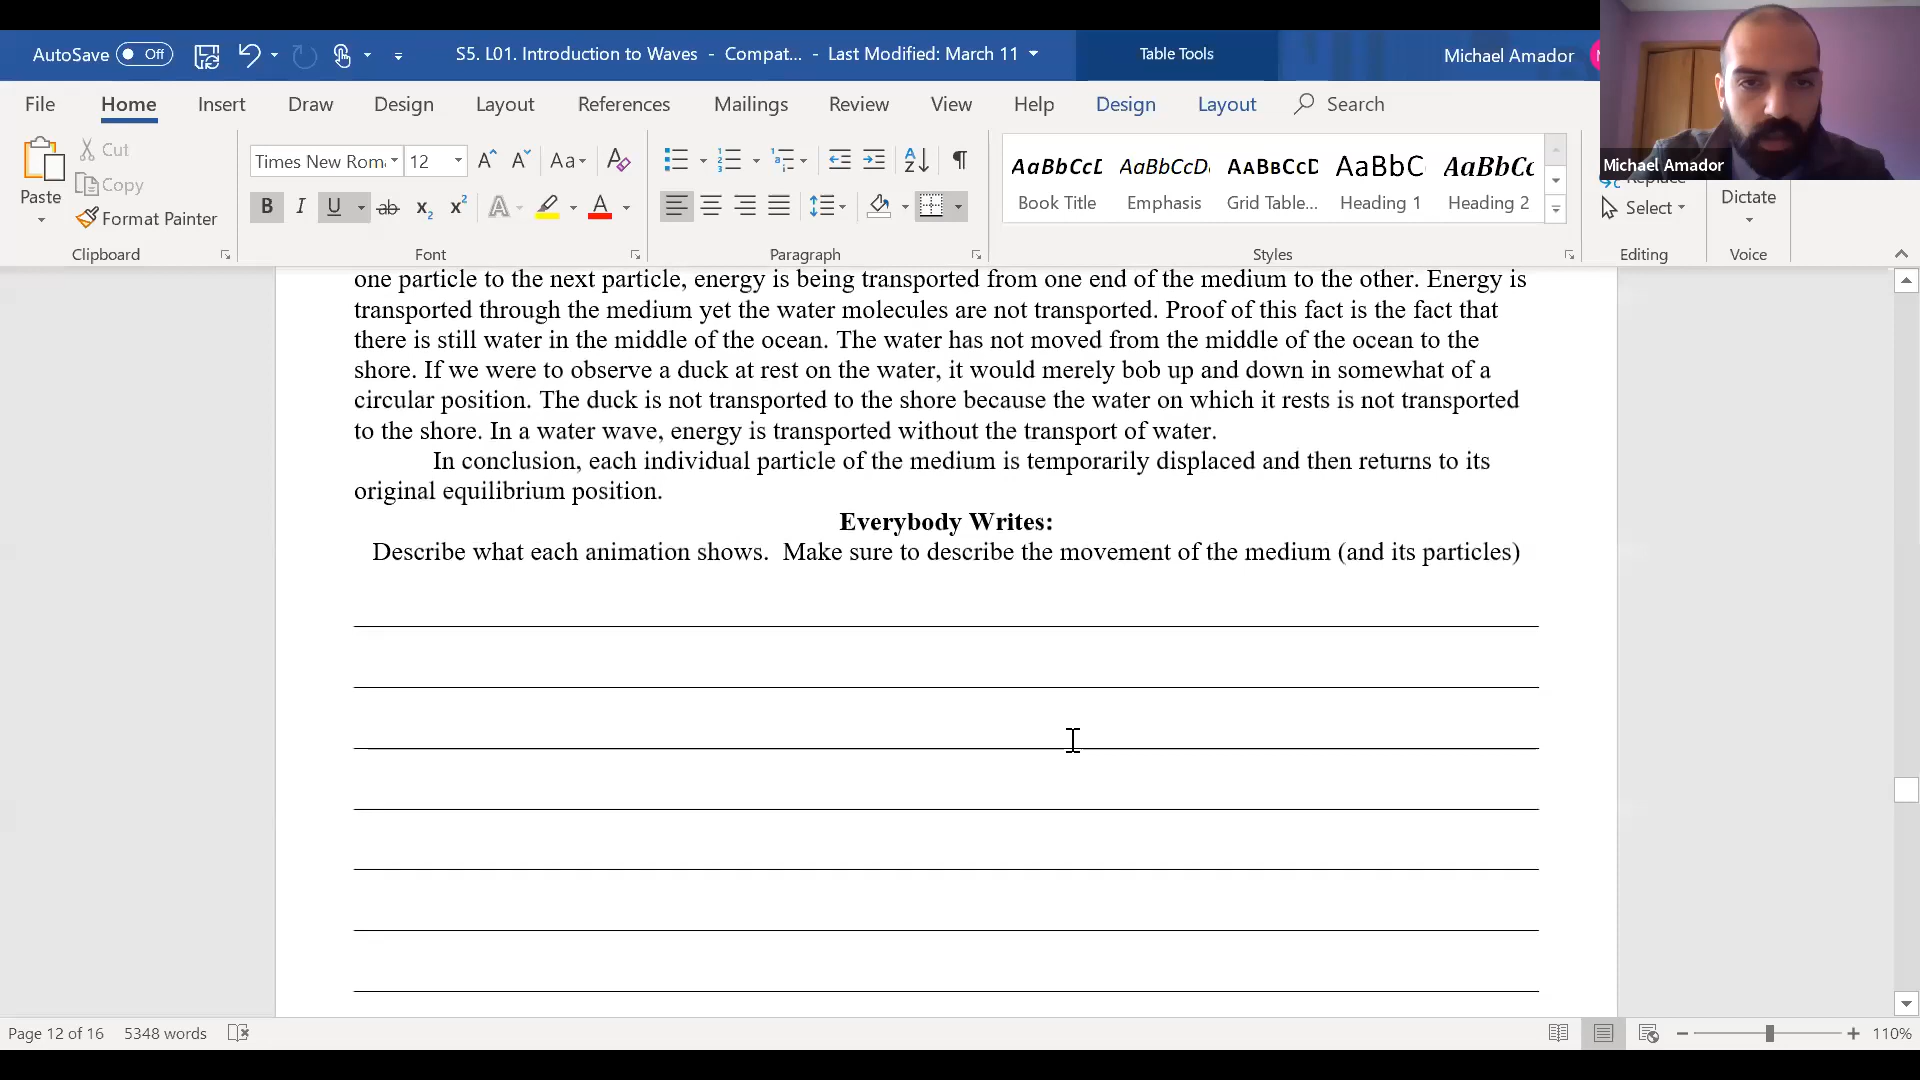 AutoSave Off S5. L01. Introduction to Waves - Compat... - Last Modified: March 11 Table Tools Michael Amador
File Home Insert Draw Design Layout References Mailings Review View Help Design Layout Search
Michael Amador
Paste Cut Copy Format Painter
Times New Rom 12
AaBbCcD AaBbCcD AaBbCcD AaBbC AaBbCc
Book Title Emphasis Grid Table... Heading 1 Heading 2
Replace
Select
Dictate
Clipboard Font Paragraph Styles Editing Voice
one particle to the next particle, energy is being transported from one end of the medium to the other. Energy is
transported through the medium yet the water molecules are not transported. Proof of this fact is the fact that
there is still water in the middle of the ocean. The water has not moved from the middle of the ocean to the
shore. If we were to observe a duck at rest on the water, it would merely bob up and down in somewhat of a
circular position. The duck is not transported to the shore because the water on which it rests is not transported
to the shore. In a water wave, energy is transported without the transport of water.
In conclusion, each individual particle of the medium is temporarily displaced and then returns to its
original equilibrium position.
Everybody Writes:
Describe what each animation shows. Make sure to describe the movement of the medium (and its particles)
Page 12 of 16 5348 words 110%